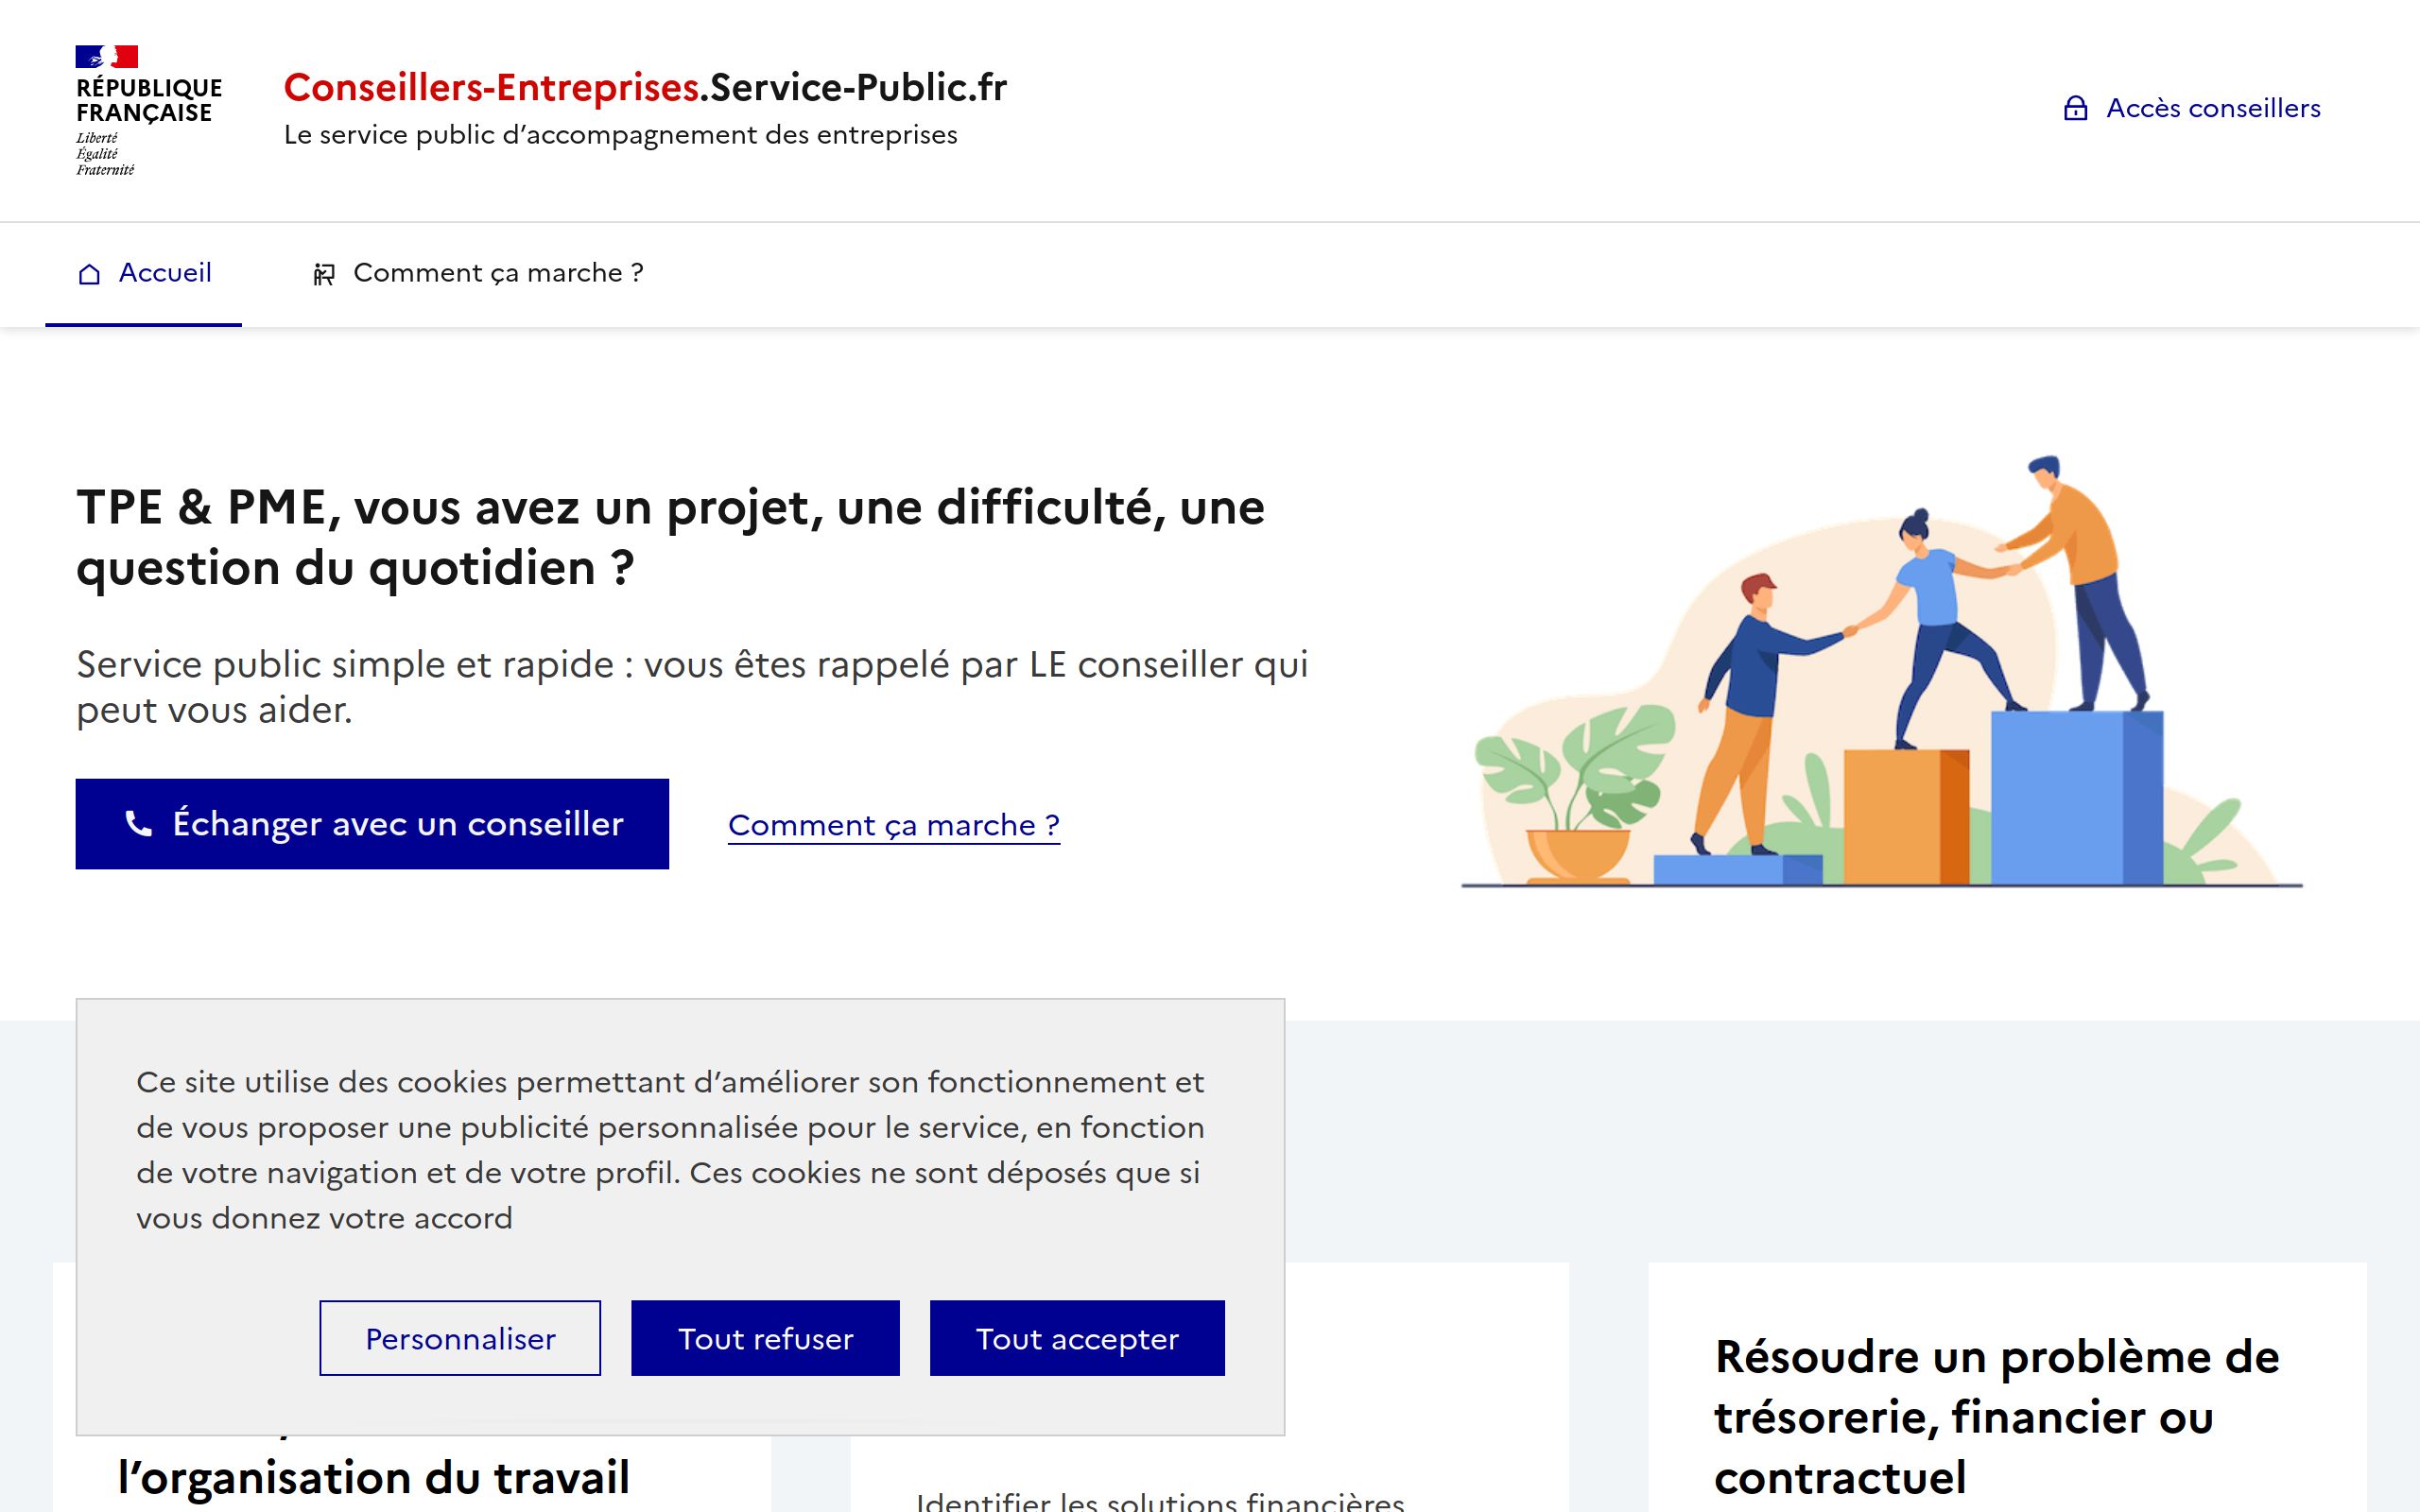 RÉPUBLIQUE
FRANÇAISE
Liberté
Égalité
Fraternité
Conseillers-Entreprises.Service-Public.fr
Le service public d’accompagnement des entreprises
Accès conseillers
Accueil
Comment ça marche ?
TPE & PME, vous avez un projet, une difficulté, une
question du quotidien ?
Service public simple et rapide : vous êtes rappelé par LE conseiller qui
peut vous aider.
Échanger avec un conseiller
Comment ça marche ?
Ce site utilise des cookies permettant d’améliorer son fonctionnement et
de vous proposer une publicité personnalisée pour le service, en fonction
de votre navigation et de votre profil. Ces cookies ne sont déposés que si
vous donnez votre accord
Personnaliser
Tout refuser
Tout accepter
l’organisation du travail
Identifier les solutions financières
Résoudre un problème de
trésorerie, financier ou
contractuel